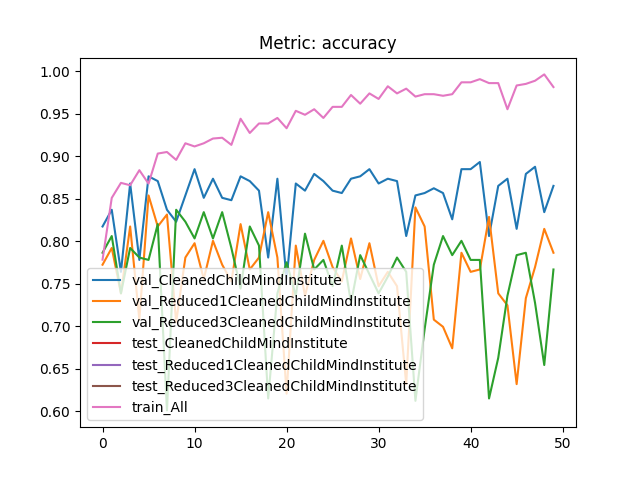 Metric: accuracy
1.00
0.95
0.90
0.85
0.80
0.75
0.70
0.65
0.60
val_CleanedChildMindInstitute
val_Reduced1CleanedChildMindInstitute
val_Reduced3CleanedChildMindInstitute
test_CleanedChildMindInstitute
test_Reduced1CleanedChildMindInstitute
test_Reduced3CleanedChildMindInstitute
train_All
0 10 20 30 40 50